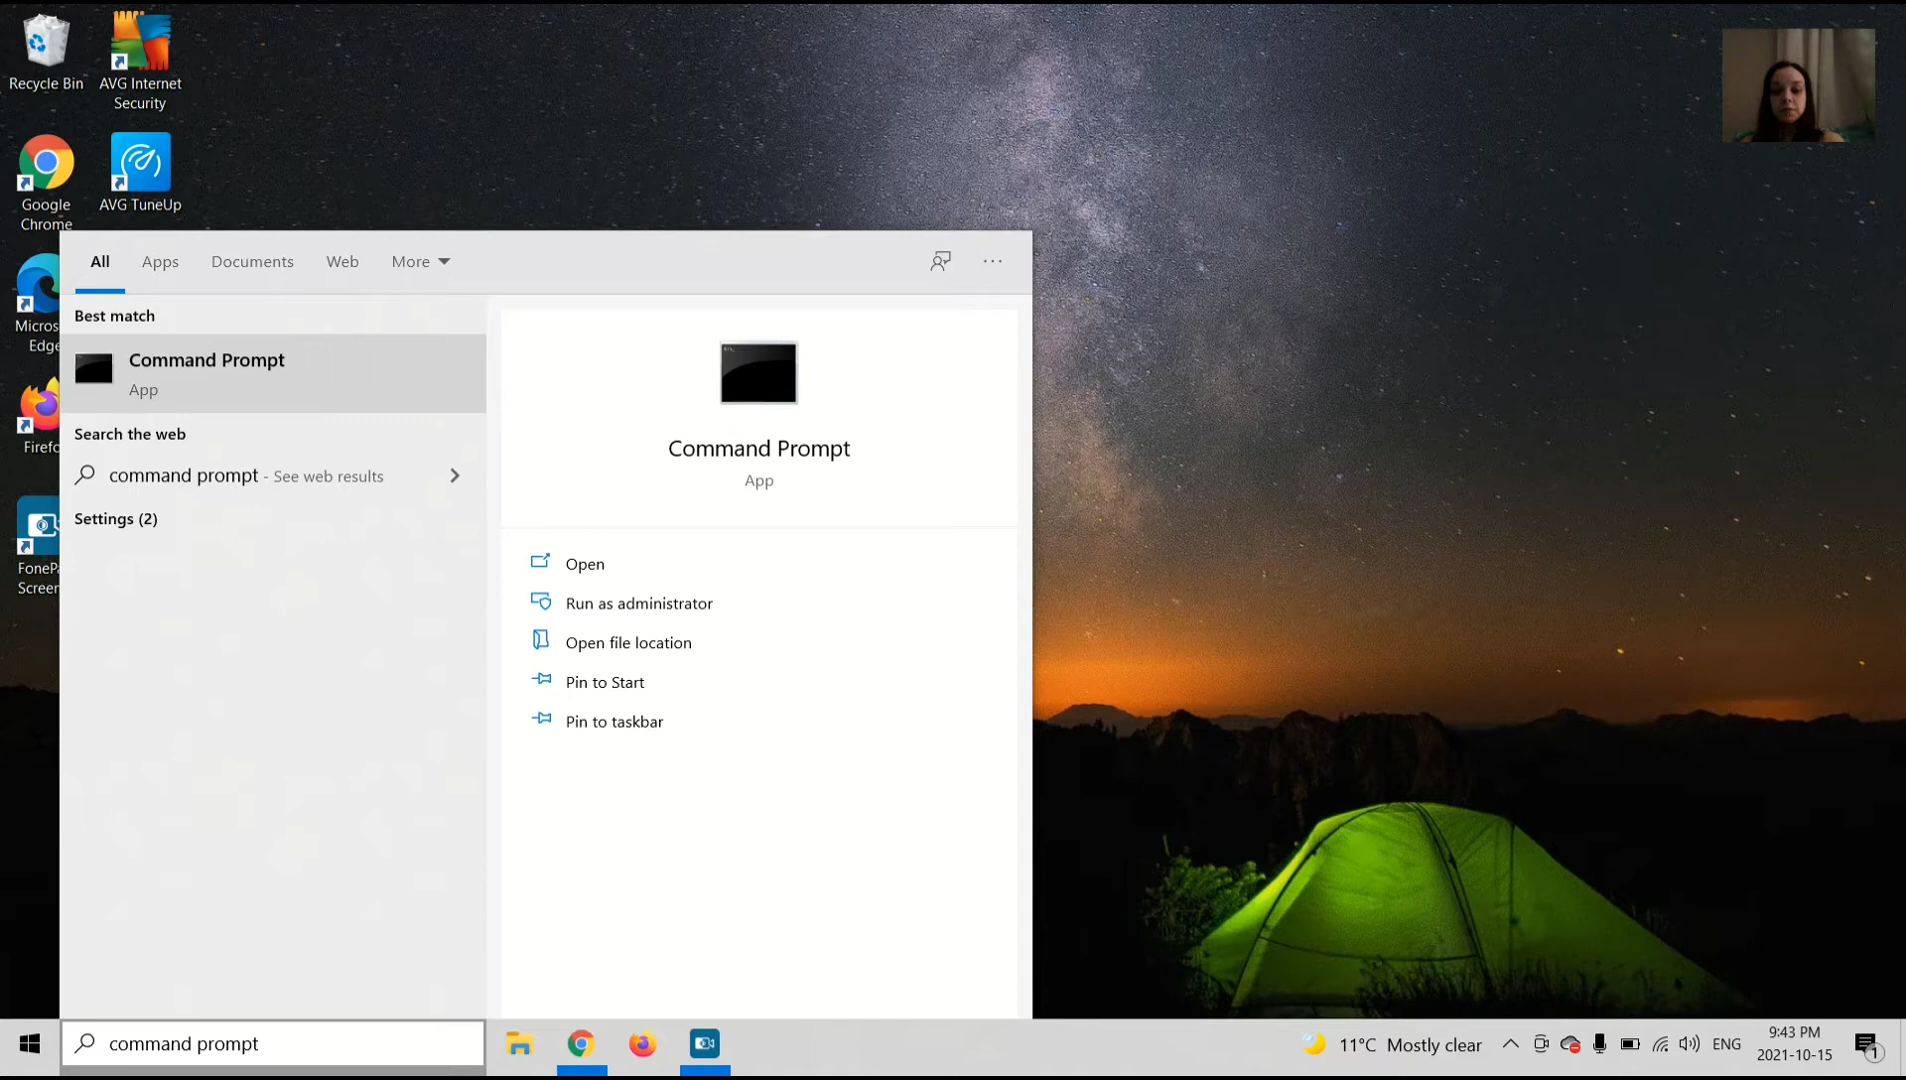 Recycle Bin
AVG Internet
Security
Google
Chrome
AVG TuneUp
Micros
Edge
Firefo
FonePa
Screen
All
Apps
Documents
Web
More
Best match
Command Prompt
App
Search the web
command prompt - See web results
Settings (2)
Command Prompt
App
Open
Run as administrator
Open file location
Pin to Start
Pin to taskbar
command prompt
11°C Mostly clear
ENG
9:43 PM
2021-10-15
1